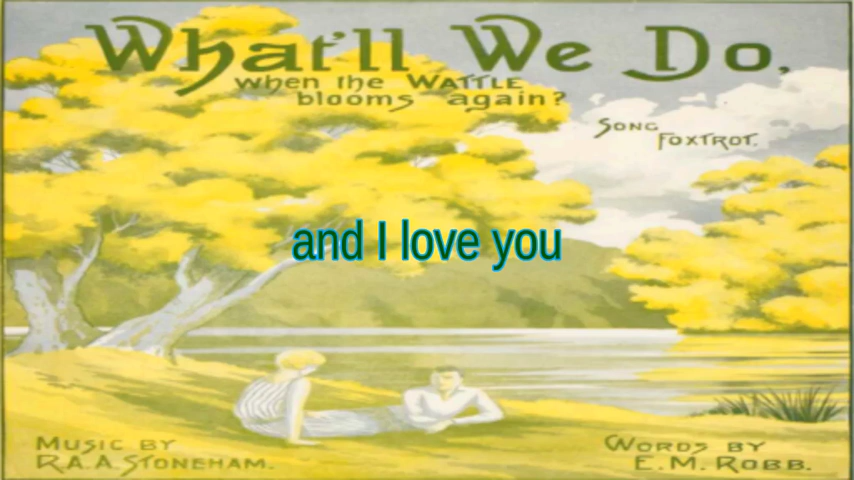 What'll We Do,
when the WATTLE
blooms again?
SONG
FOXTROT.
and I love you
MUSIC BY
R.A.A. STONEHAM.
WORDS BY
E.M. ROBB.